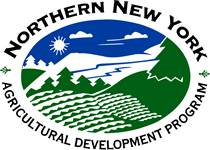 NORTHERN NEW YORK
AGRICULTURAL DEVELOPMENT PROGRAM